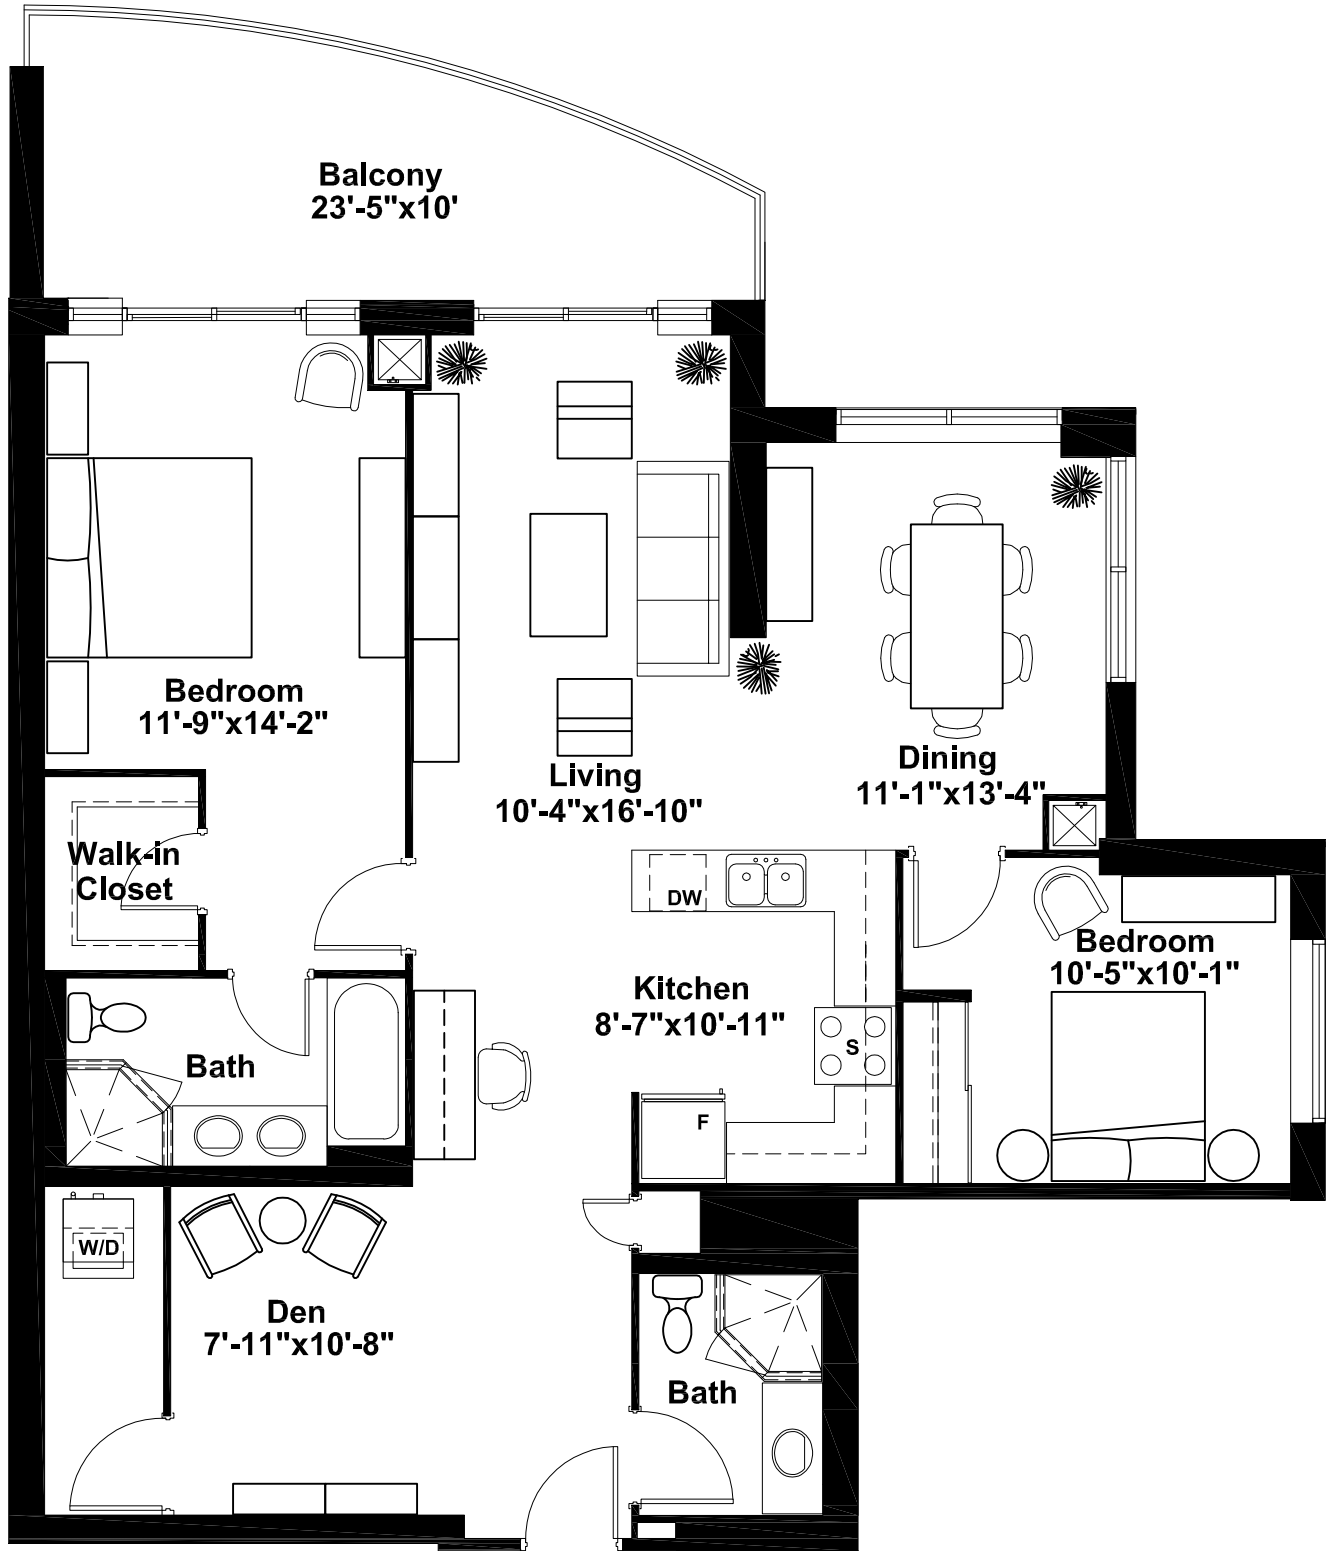 Balcony
23'-5"x10'
Bedroom
11'-9"x14'-2"
Living
10'-4"x16'-10"
Dining
11'-1"x13'-4"
Walk-in
Closet
DW
Bedroom
10'-5"x10'-1"
Kitchen
8'-7"x10'-11"
S
Bath
F
W/D
Den
7'-11"x10'-8"
Bath